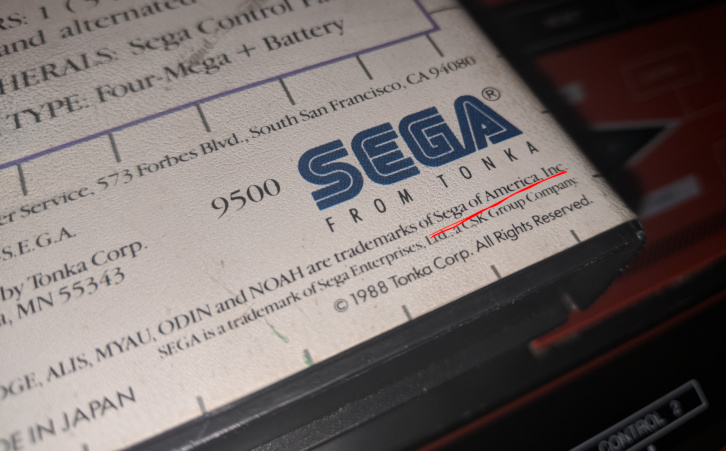 RS: 1 (
and alternated
HERALS: Sega Control Pa
TYPE: Four-Mega + Battery
er Service, 573 Forbes Blvd., South San Francisco, CA 94080
9500
SEGA®
FROM TONKA
S.E.G.A.
by Tonka Corp.
a, MN 55343
OGE, ALIS, MYAU, ODIN and NOAH are trademarks of Sega of America, Inc.
SEGA is a trademark of Sega Enterprises, Ltd., a CSK Group Company.
© 1988 Tonka Corp. All Rights Reserved.
DE IN JAPAN
CONTROL 2